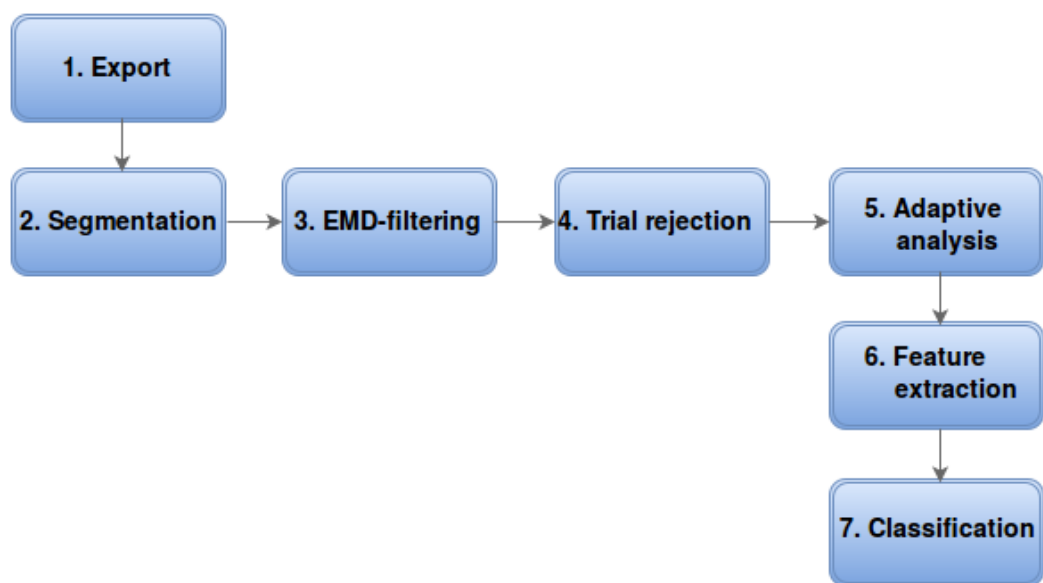 1. Export
2. Segmentation
3. EMD-filtering
4. Trial rejection
5. Adaptive
analysis
6. Feature
extraction
7. Classification